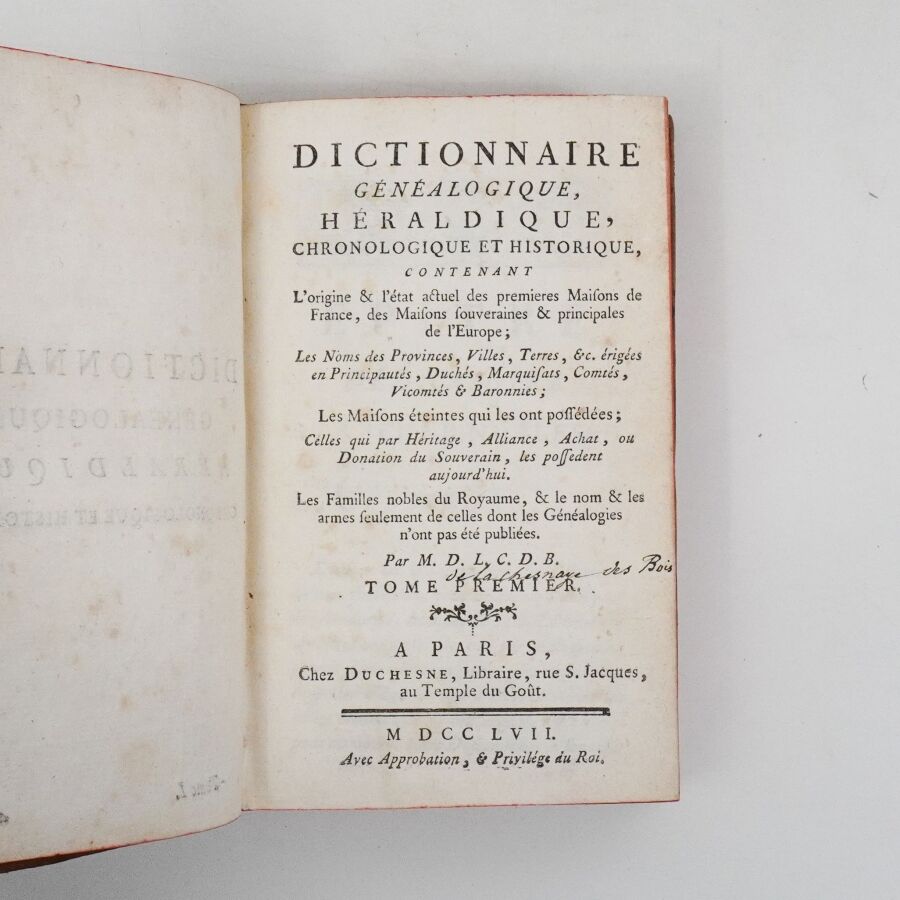 DICTIONNAIRE
GÉNÉALOGIQUE,
HÉRALDIQUE,
CHRONOLOGIQUE ET HISTORIQUE,
CONTENANT
L'origine & l'état actuel des premieres Maiſons de
France, des Maiſons ſouveraines & principales
de l'Europe;
Les Noms des Provinces, Villes, Terres, &c. érigées
en Principautés, Duchés, Marquiſats, Comtés,
Vicomtés & Baronnies;
Les Maiſons éteintes qui les ont poſſédées;
Celles qui par Héritage, Alliance, Achat, ou
Donation du Souverain, les poſſedent
aujourd'hui.
Les Familles nobles du Royaume, & le nom & les
armes ſeulement de celles dont les Généalogies
n'ont pas été publiées.
Par M. D. L. C. D. B.
de la chesnaye des Bois
TOME PREMIER.
A PARIS,
Chez DUCHESNE, Libraire, rue S. Jacques,
au Temple du Goût.
M DCC LVII.
Avec Approbation, & Privilége du Roi.